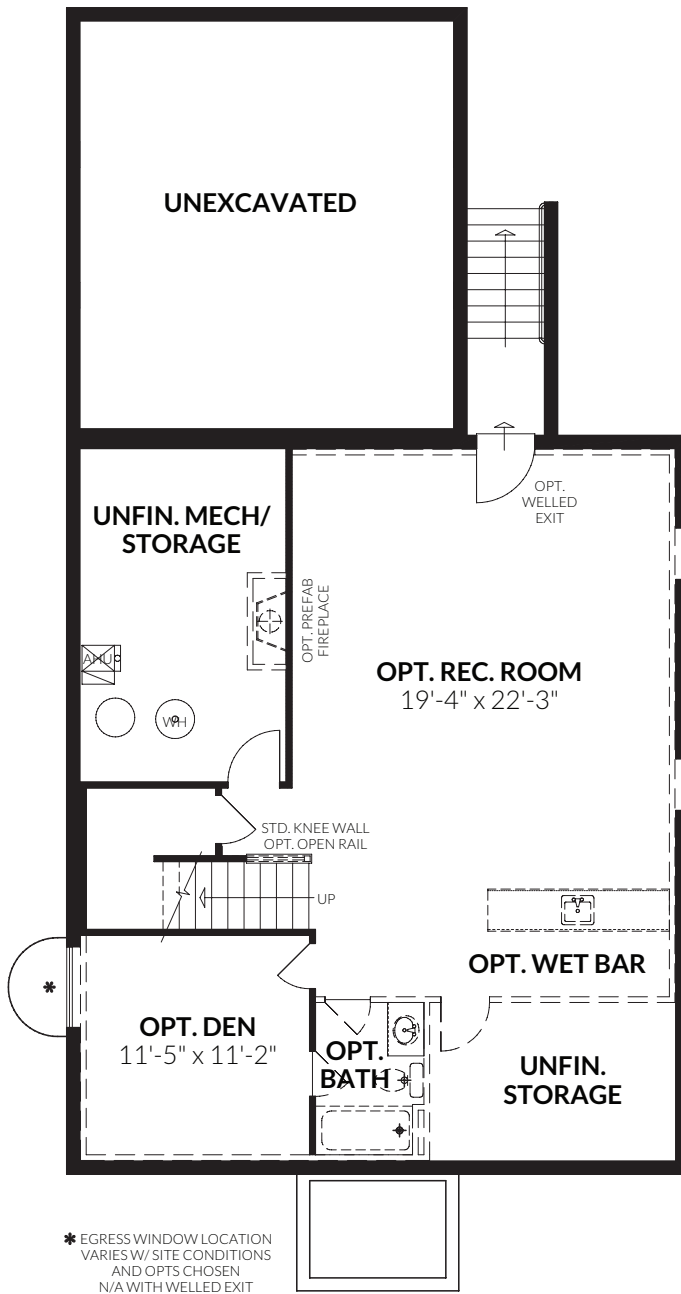 UNEXCAVATED
OPT.
WELLED
EXIT
UNFIN. MECH/
STORAGE
OPT. PREFAB
FIREPLACE
AHU
WH
OPT. REC. ROOM
19'-4" x 22'-3"
STD. KNEE WALL
OPT. OPEN RAIL
UP
OPT. WET BAR
OPT. DEN
11'-5" x 11'-2"
OPT.
BATH
UNFIN.
STORAGE
* EGRESS WINDOW LOCATION
VARIES W/ SITE CONDITIONS
AND OPTS CHOSEN
N/A WITH WELLED EXIT